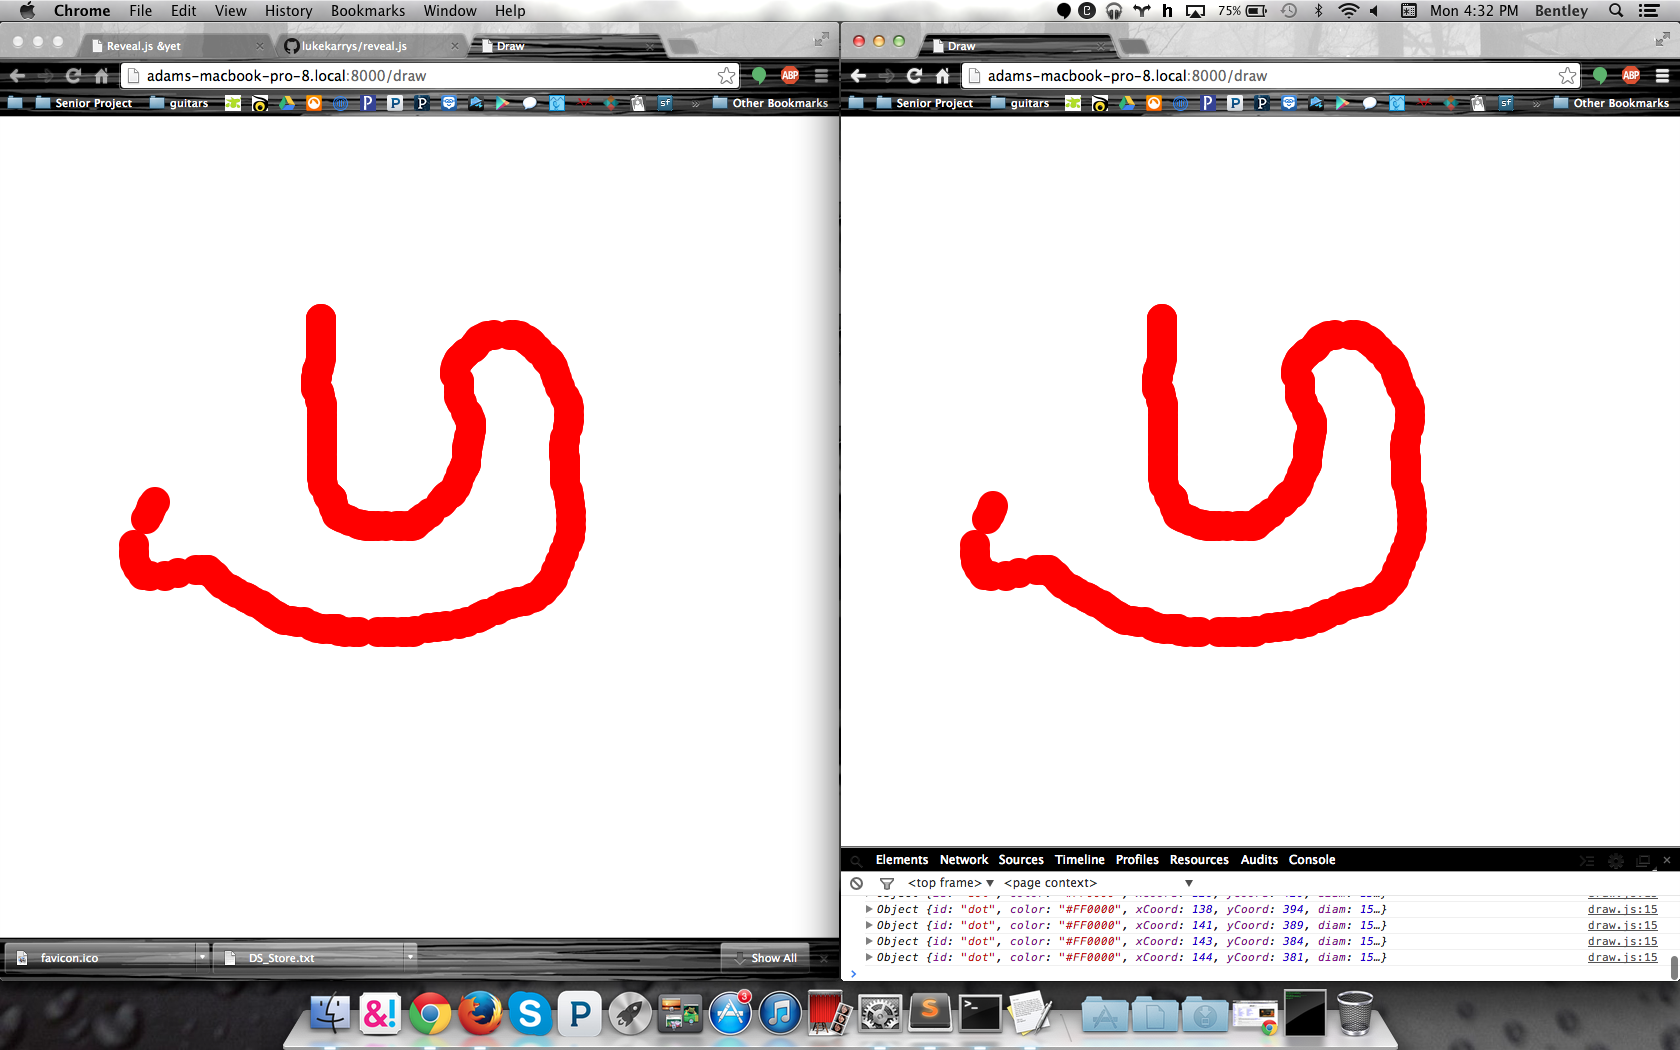 Chrome File Edit View History Bookmarks Window Help
75% Mon 4:32 PM Bentley
Reveal.js &yet
lukekarrys/reveal.js
Draw
adams-macbook-pro-8.local:8000/draw
ABP
Senior Project
guitars
sf
»
Other Bookmarks
favicon.ico
DS_Store.txt
Show All
Draw
adams-macbook-pro-8.local:8000/draw
ABP
Senior Project
guitars
sf
»
Other Bookmarks
Elements Network Sources Timeline Profiles Resources Audits Console
<top frame> ▼ <page context> ▼
Object {id: "dot", color: "#FF0000", xCoord: 138, yCoord: 394, diam: 15…} draw.js:15
Object {id: "dot", color: "#FF0000", xCoord: 141, yCoord: 389, diam: 15…} draw.js:15
Object {id: "dot", color: "#FF0000", xCoord: 143, yCoord: 384, diam: 15…} draw.js:15
Object {id: "dot", color: "#FF0000", xCoord: 144, yCoord: 381, diam: 15…} draw.js:15
&!
S
P
3
S
>_